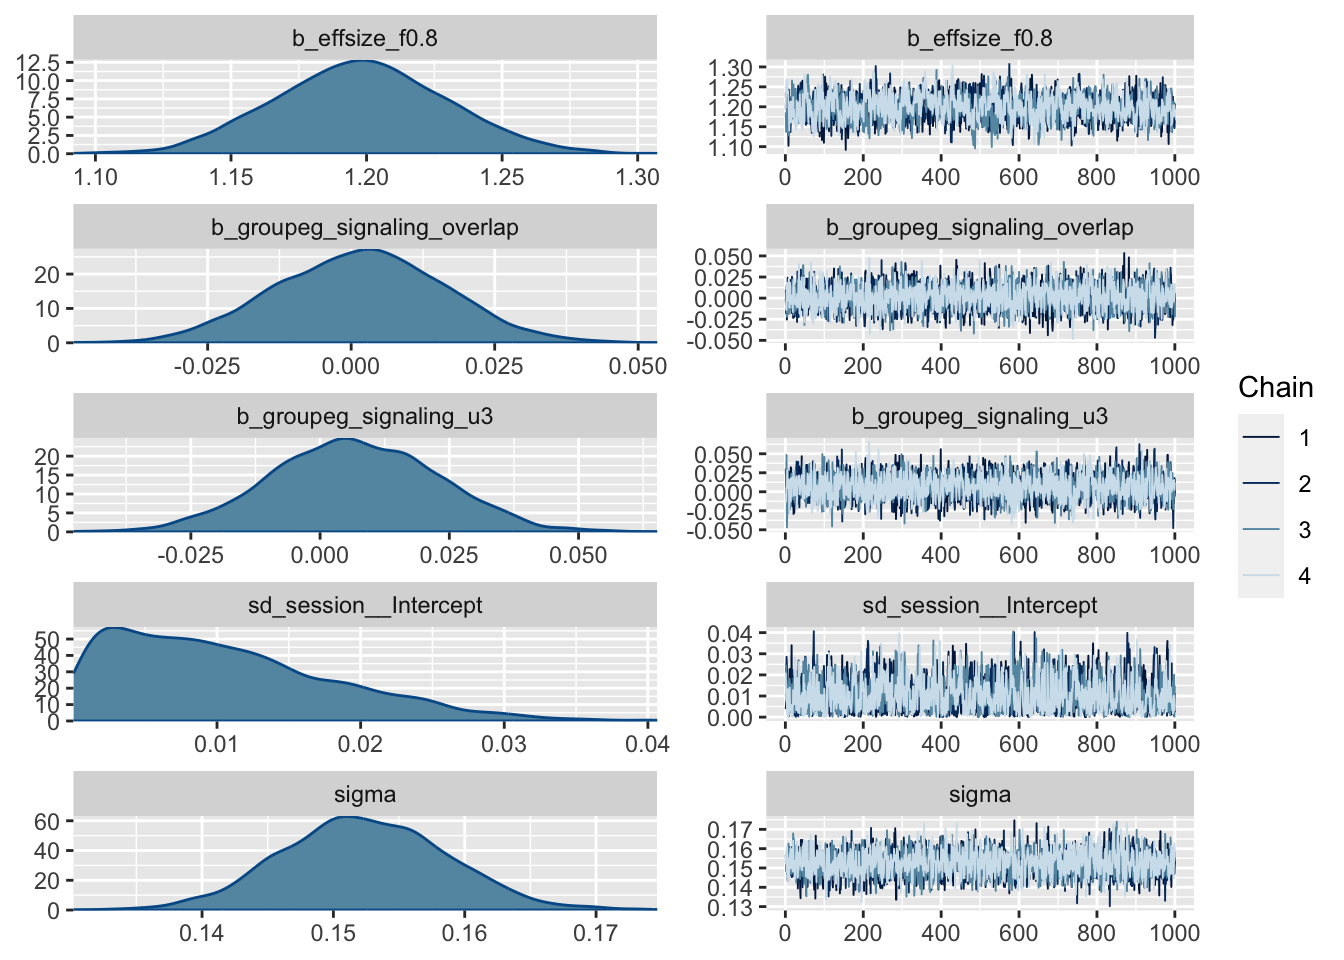 b_effsize_f0.8
12.5
10.0
7.5
5.0
2.5
0.0
1.10 1.15 1.20 1.25 1.30
b_effsize_f0.8
1.30
1.25
1.20
1.15
1.10
0 200 400 600 800 1000
b_groupeg_signaling_overlap
20
10
0
-0.025 0.000 0.025 0.050
b_groupeg_signaling_overlap
0.050
0.025
0.000
-0.025
-0.050
0 200 400 600 800 1000
b_groupeg_signaling_u3
20
15
10
5
0
-0.025 0.000 0.025 0.050
b_groupeg_signaling_u3
0.050
0.025
0.000
-0.025
-0.050
0 200 400 600 800 1000
sd_session__Intercept
50
40
30
20
10
0
0.01 0.02 0.03 0.04
sd_session__Intercept
0.04
0.03
0.02
0.01
0.00
0 200 400 600 800 1000
sigma
60
40
20
0
0.14 0.15 0.16 0.17
sigma
0.17
0.16
0.15
0.14
0.13
0 200 400 600 800 1000
Chain
1
2
3
4